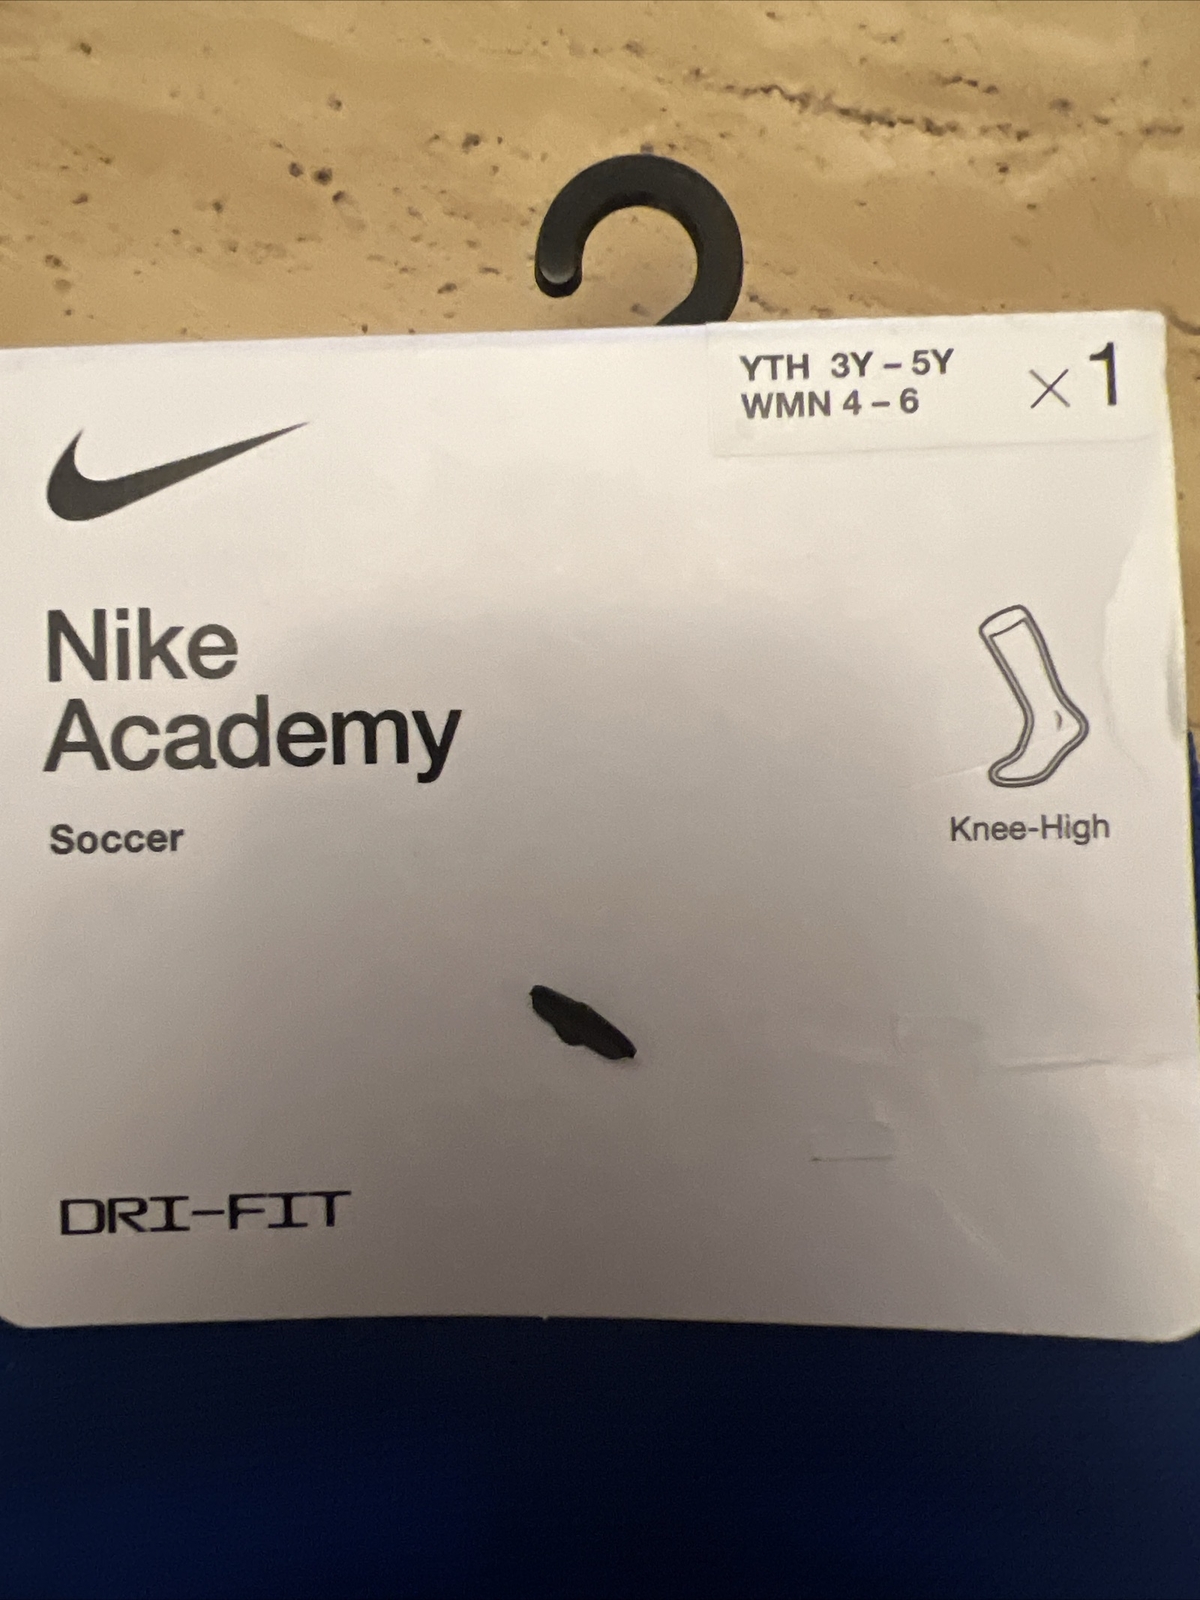 YTH 3Y – 5Y
WMN 4 – 6
× 1
Nike
Academy
Soccer
Knee-High
DRI-FIT